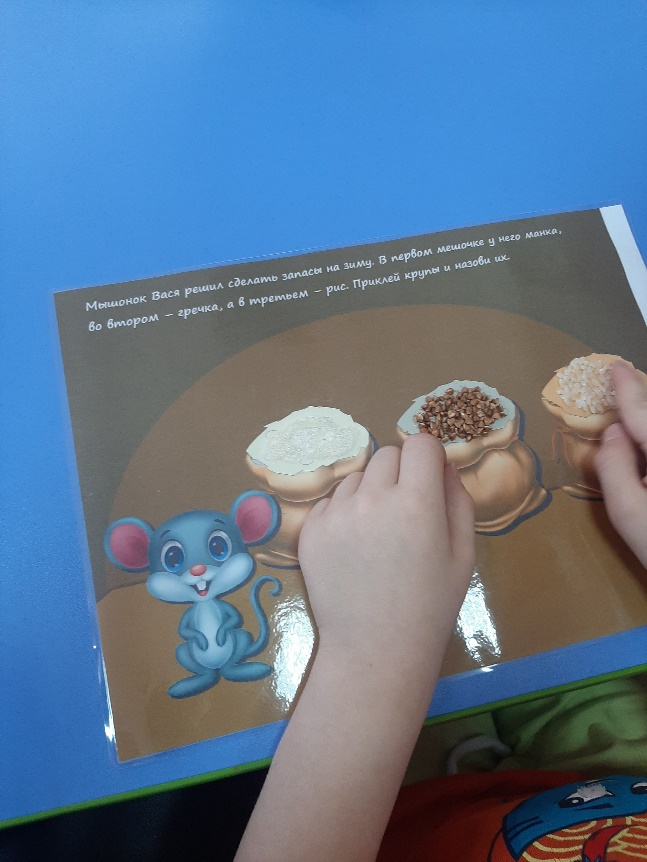 Мышонок Вася решил сделать запасы на зиму. В первом мешочке у него манка,
во втором – гречка, а в третьем – рис. Приклей крупы и назови их.